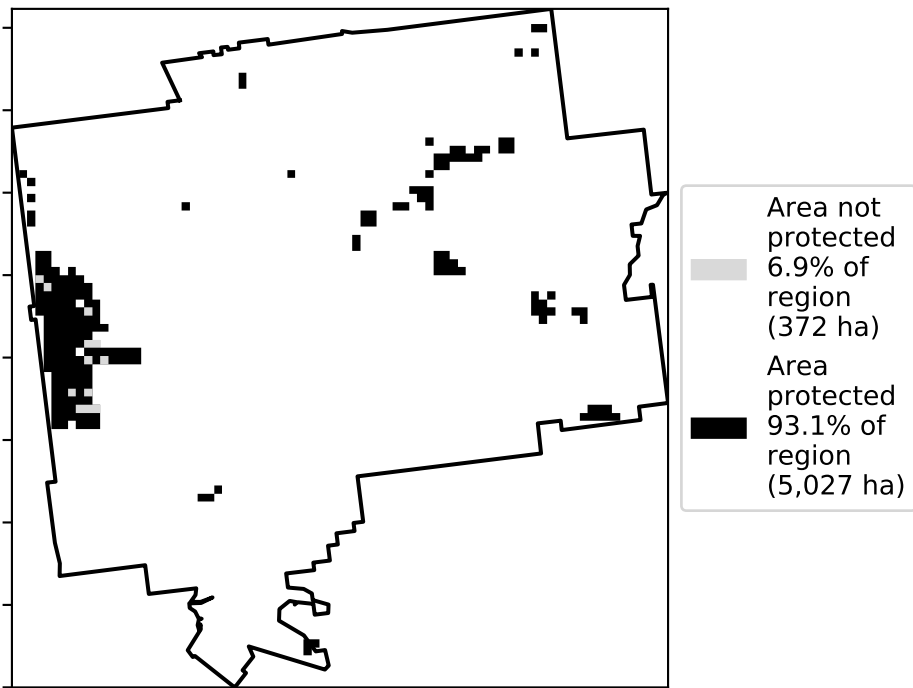 Area not
protected
6.9% of
region
(372 ha)
Area
protected
93.1% of
region
(5,027 ha)